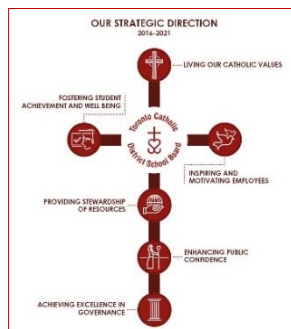 OUR STRATEGIC DIRECTION
2016-2021
LIVING OUR CATHOLIC VALUES
FOSTERING STUDENT
ACHIEVEMENT AND WELL BEING
Toronto Catholic
District School Board
INSPIRING AND
MOTIVATING EMPLOYEES
PROVIDING STEWARDSHIP
OF RESOURCES
ENHANCING PUBLIC
CONFIDENCE
ACHIEVING EXCELLENCE IN
GOVERNANCE